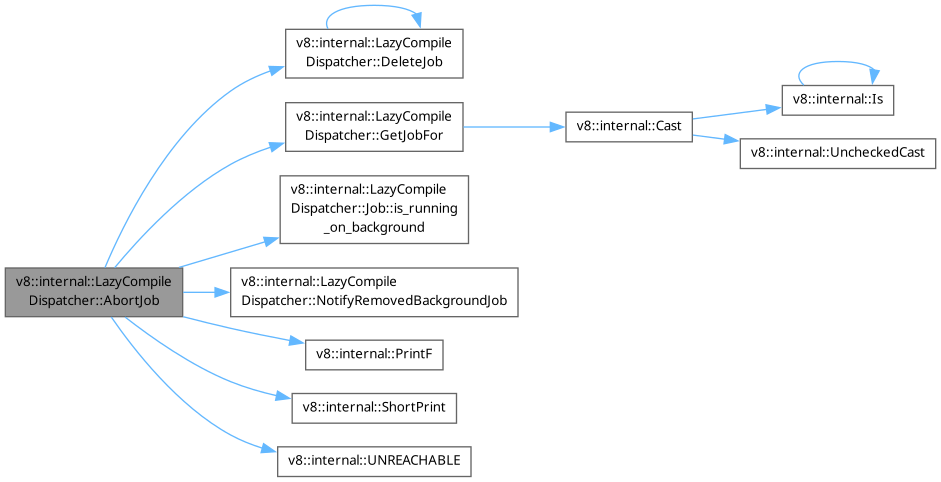 v8::internal::LazyCompile
Dispatcher::AbortJob
v8::internal::LazyCompile
Dispatcher::DeleteJob
v8::internal::LazyCompile
Dispatcher::GetJobFor
v8::internal::Cast
v8::internal::Is
v8::internal::UncheckedCast
v8::internal::LazyCompile
Dispatcher::Job::is_running
_on_background
v8::internal::LazyCompile
Dispatcher::NotifyRemovedBackgroundJob
v8::internal::PrintF
v8::internal::ShortPrint
v8::internal::UNREACHABLE